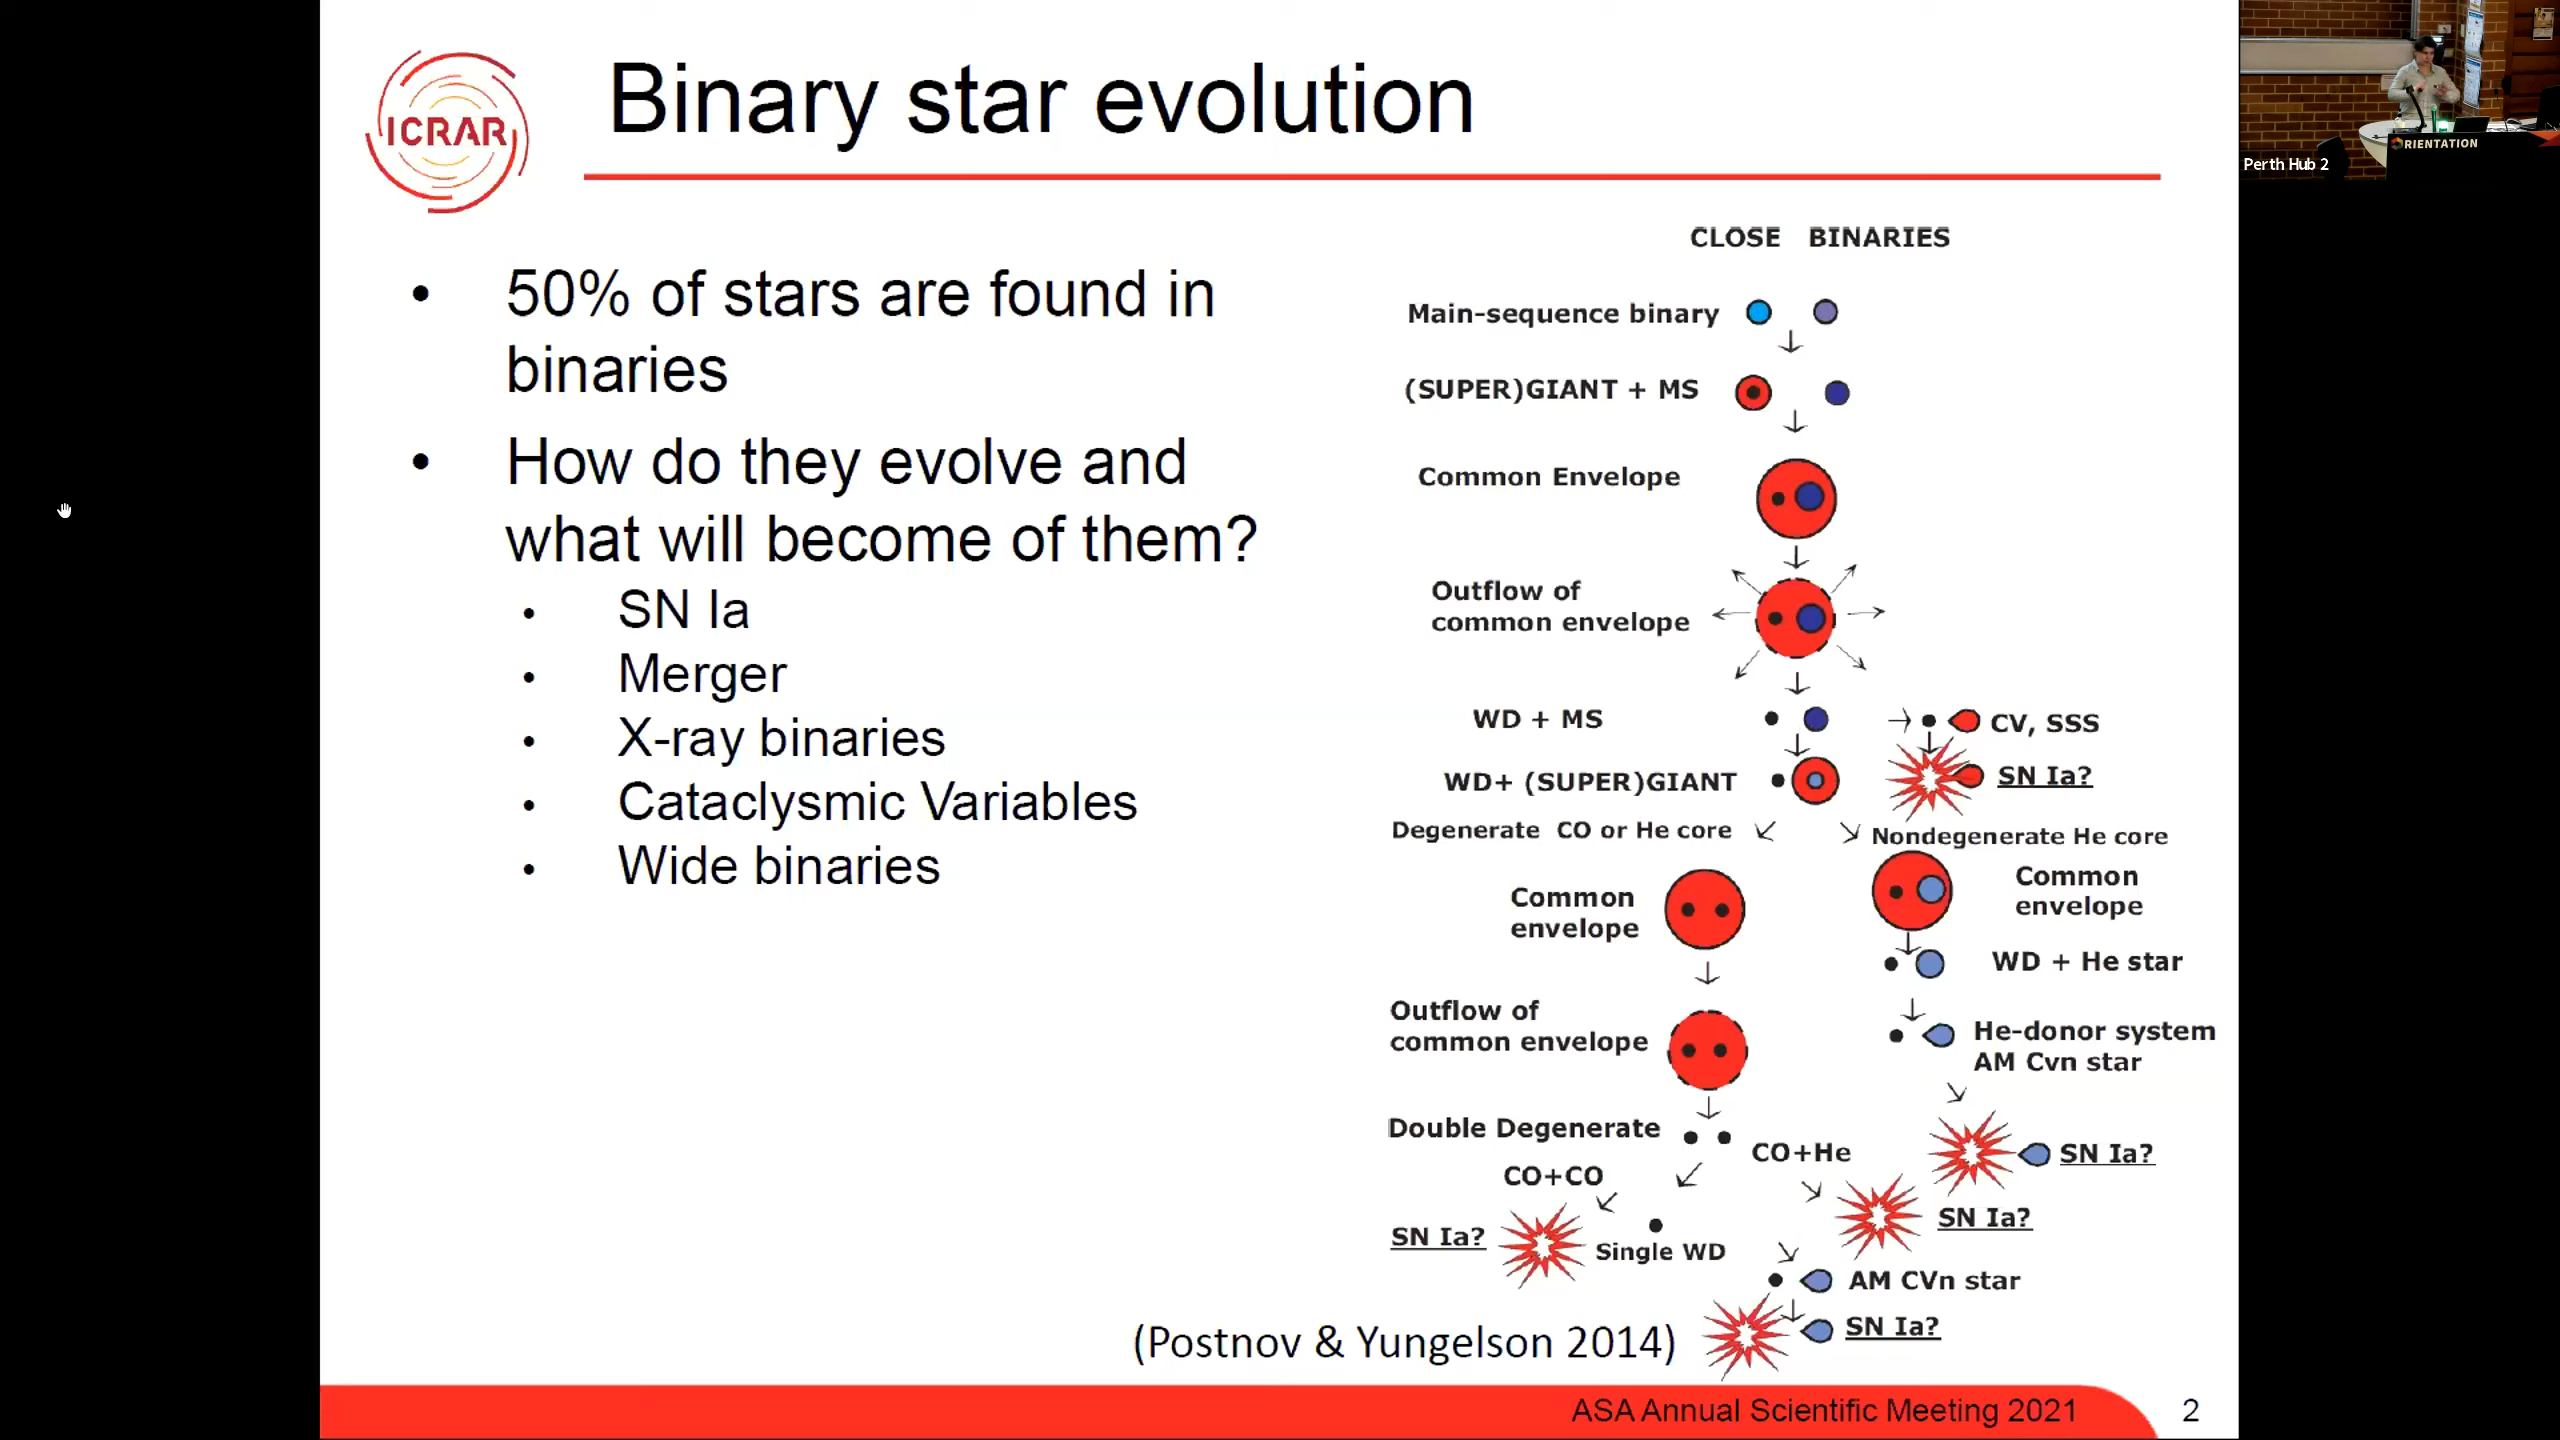 ICRAR
Binary star evolution
• 50% of stars are found in
binaries
• How do they evolve and
what will become of them?
• SN Ia
• Merger
• X-ray binaries
• Cataclysmic Variables
• Wide binaries
CLOSE BINARIES
Main-sequence binary
(SUPER)GIANT + MS
Common Envelope
Outflow of
common envelope
WD + MS
CV, SSS
SN Ia?
WD+ (SUPER)GIANT
Degenerate CO or He core
Nondegenerate He core
Common
envelope
Common
envelope
WD + He star
Outflow of
common envelope
He-donor system
AM Cvn star
Double Degenerate
CO+CO
CO+He
SN Ia?
SN Ia?
SN Ia?
Single WD
AM CVn star
SN Ia?
(Postnov & Yungelson 2014)
ASA Annual Scientific Meeting 2021
2
RIENTATION
Perth Hub 2